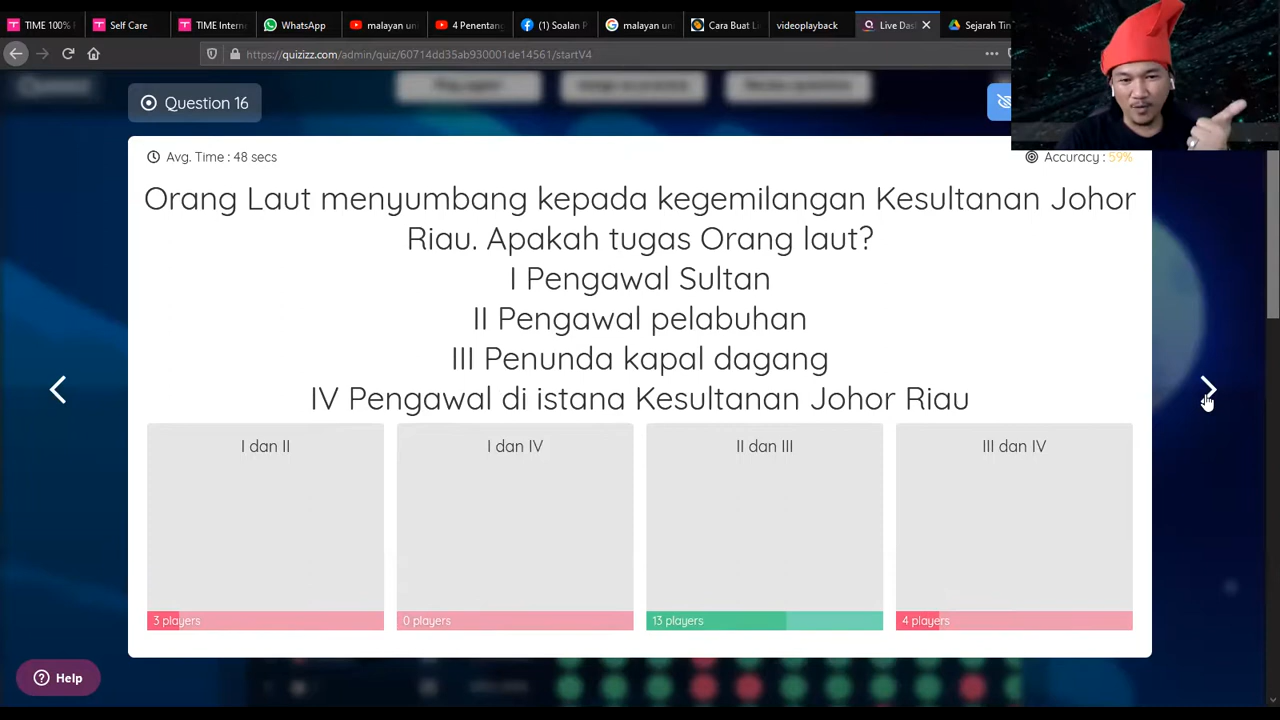 TIME 100%
Self Care
TIME Intern
WhatsApp
malayan un
4 Penentang
(1) Soalan P
malayan un
Cara Buat L
videoplayback
Live Das
Sejarah Tin
https://quizizz.com/admin/quiz/60714dd35ab930001de14561/startV4
Question 16
Avg. Time : 48 secs
Accuracy : 59%
Orang Laut menyumbang kepada kegemilangan Kesultanan Johor
Riau. Apakah tugas Orang laut?
I Pengawal Sultan
II Pengawal pelabuhan
III Penunda kapal dagang
IV Pengawal di istana Kesultanan Johor Riau
I dan II
I dan IV
II dan III
III dan IV
3 players
0 players
13 players
4 players
Help